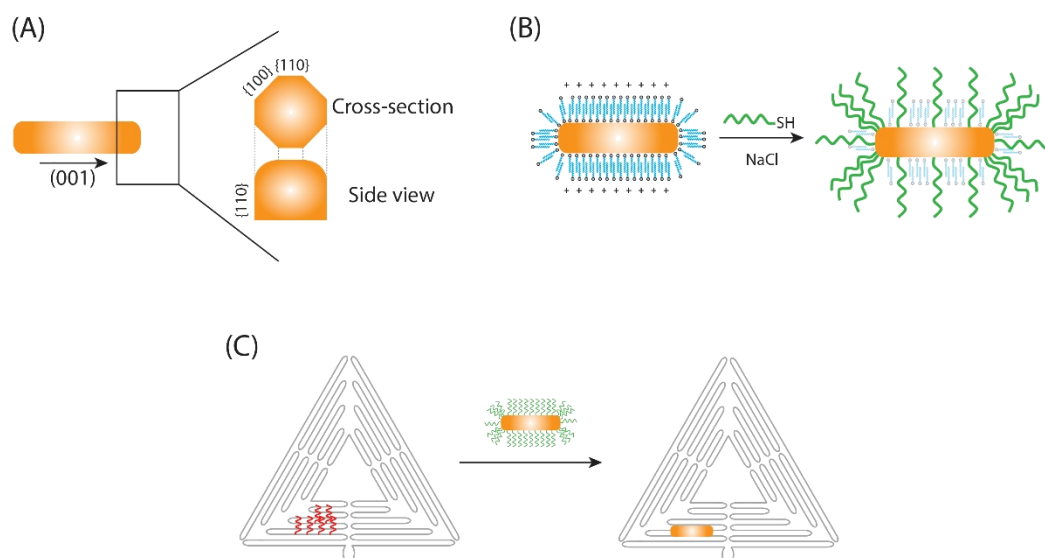 (A)
{100}
{110}
Cross-section
(001)
{110}
Side view
(B)
+ + + + + + + + +
SH
NaCl
+ + + + + + + + +
(C)